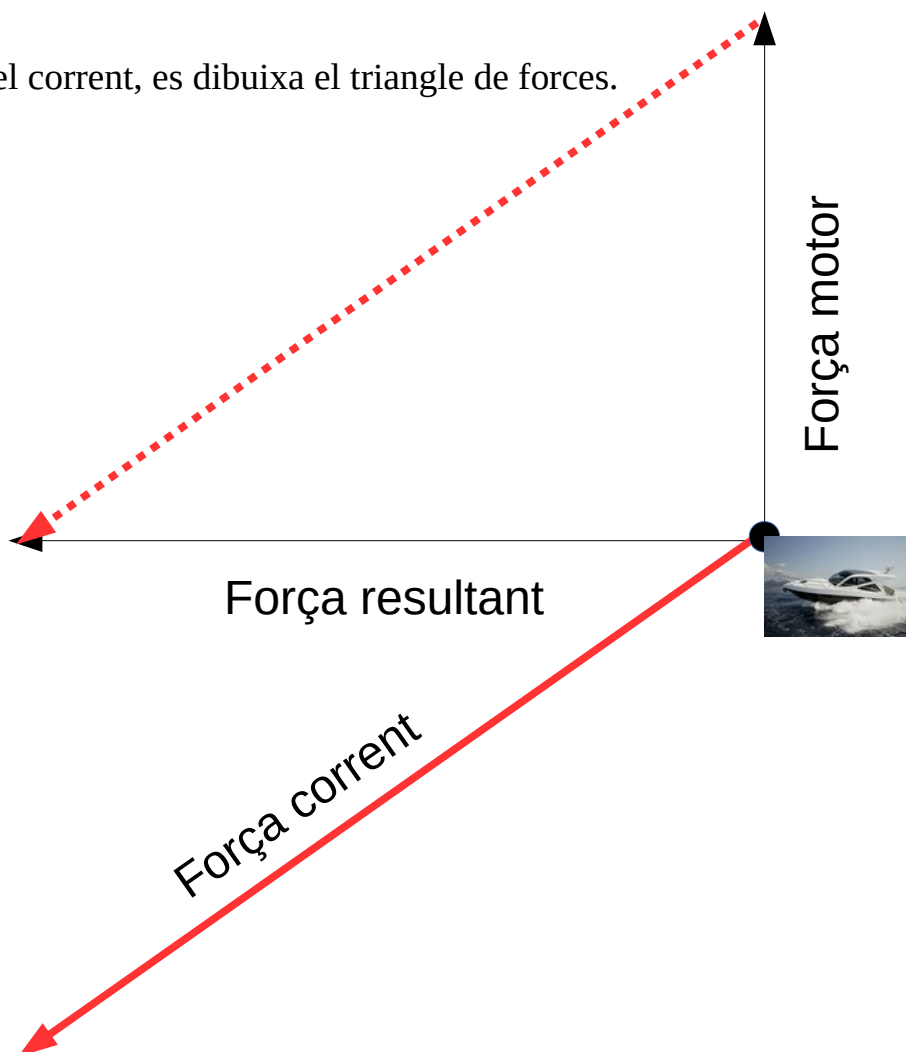 el corrent, es dibuixa el triangle de forces.
Força motor
Força resultant
Força corrent